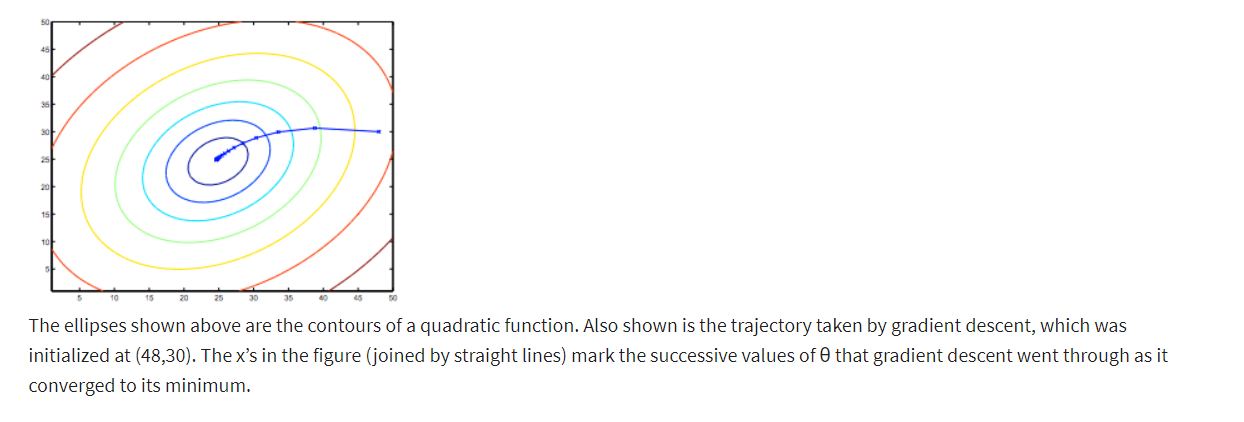 50
45
40
35
30
25
20
15
10
5
5 10 15 20 25 30 35 40 45 50
The ellipses shown above are the contours of a quadratic function. Also shown is the trajectory taken by gradient descent, which was
initialized at (48,30). The x’s in the figure (joined by straight lines) mark the successive values of θ that gradient descent went through as it
converged to its minimum.